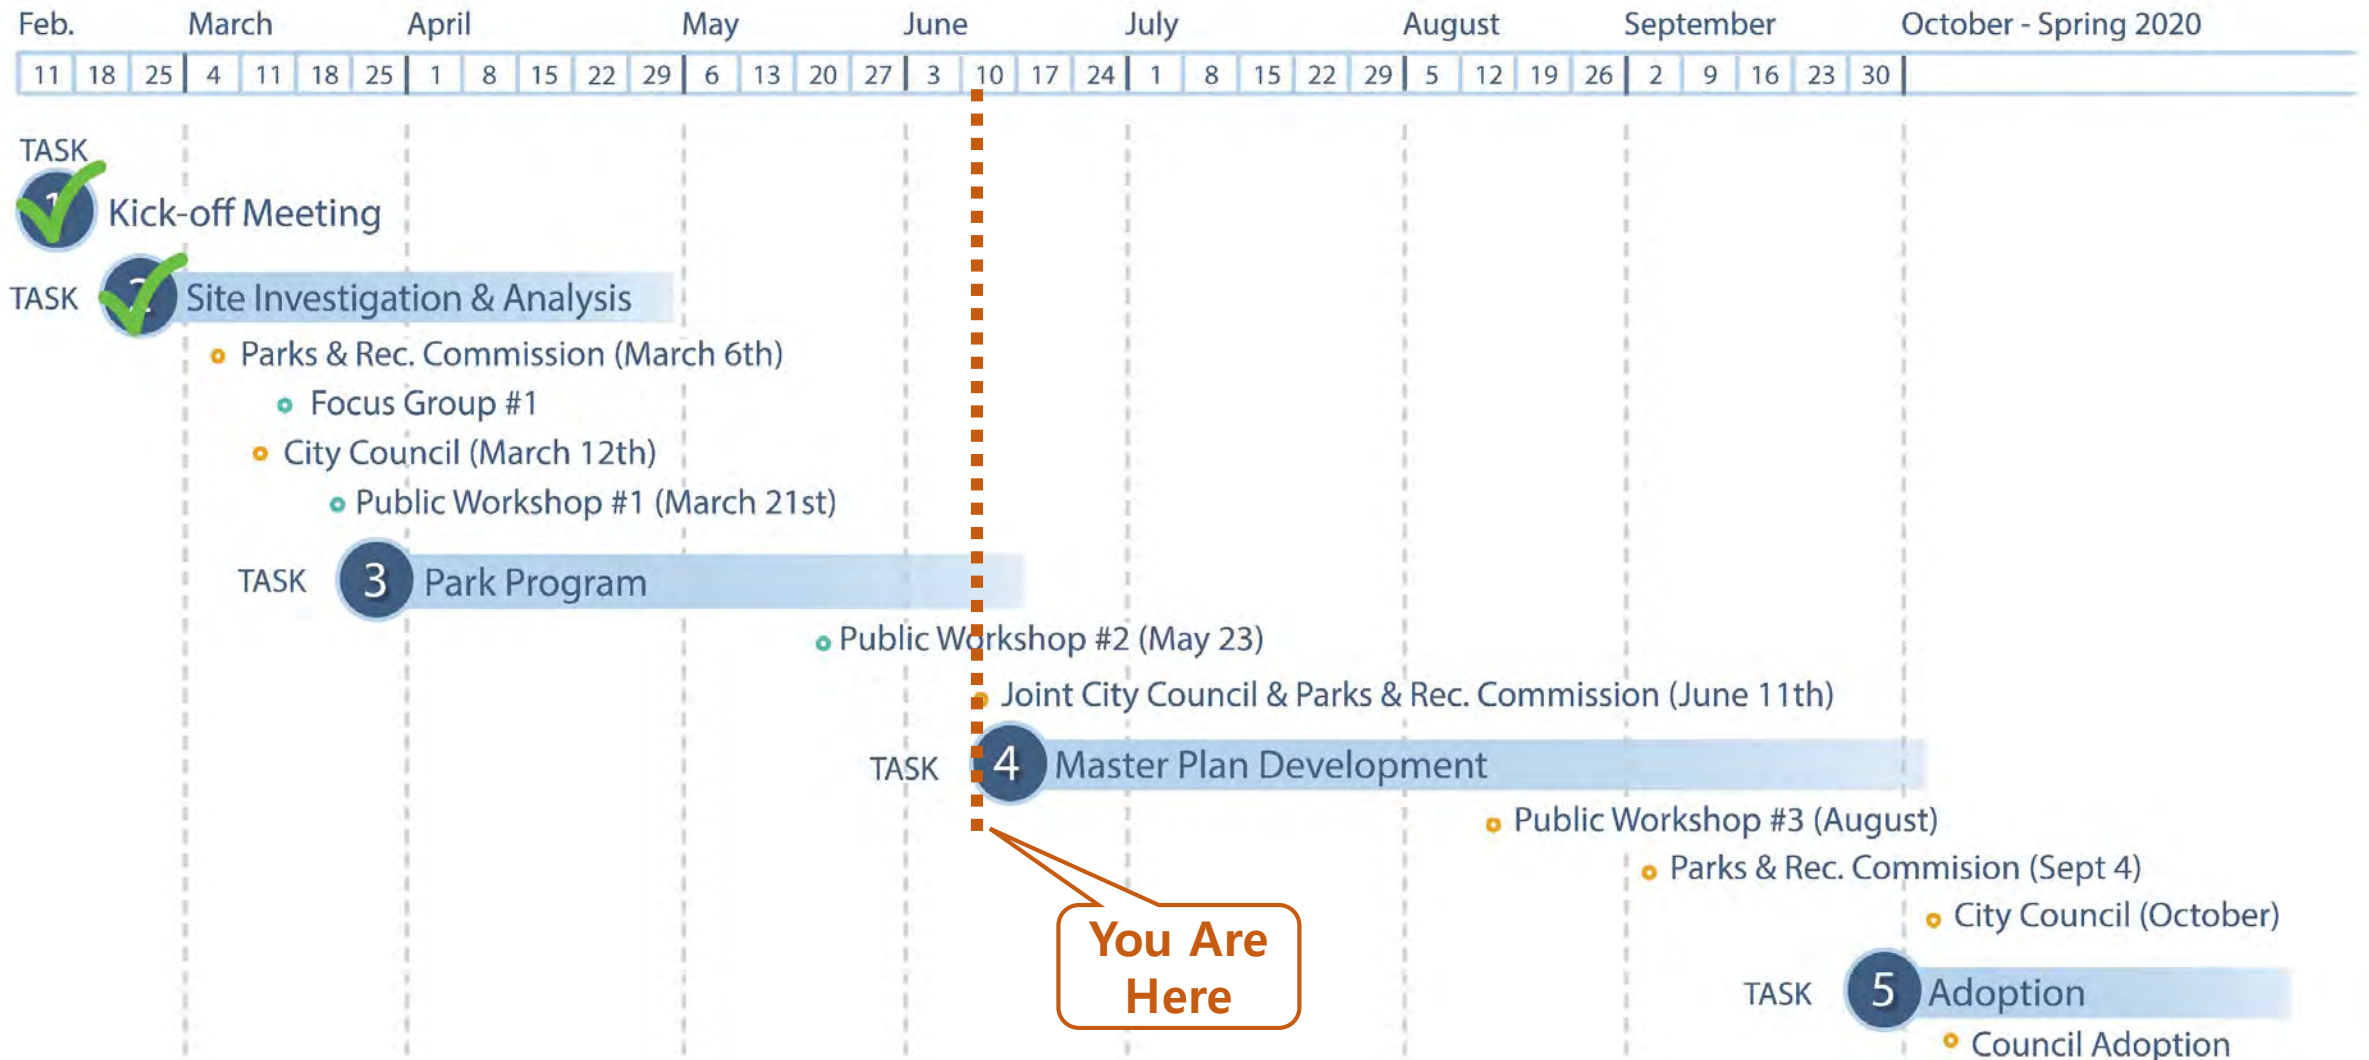 Feb. March April May June July August September October - Spring 2020
11 18 25 4 11 18 25 1 8 15 22 29 6 13 20 27 3 10 17 24 1 8 15 22 29 5 12 19 26 2 9 16 23 30
TASK
1 Kick-off Meeting
TASK 2 Site Investigation & Analysis
Parks & Rec. Commission (March 6th)
Focus Group #1
City Council (March 12th)
Public Workshop #1 (March 21st)
TASK 3 Park Program
Public Workshop #2 (May 23)
Joint City Council & Parks & Rec. Commission (June 11th)
TASK 4 Master Plan Development
Public Workshop #3 (August)
Parks & Rec. Commision (Sept 4)
City Council (October)
You Are
Here
TASK 5 Adoption
Council Adoption